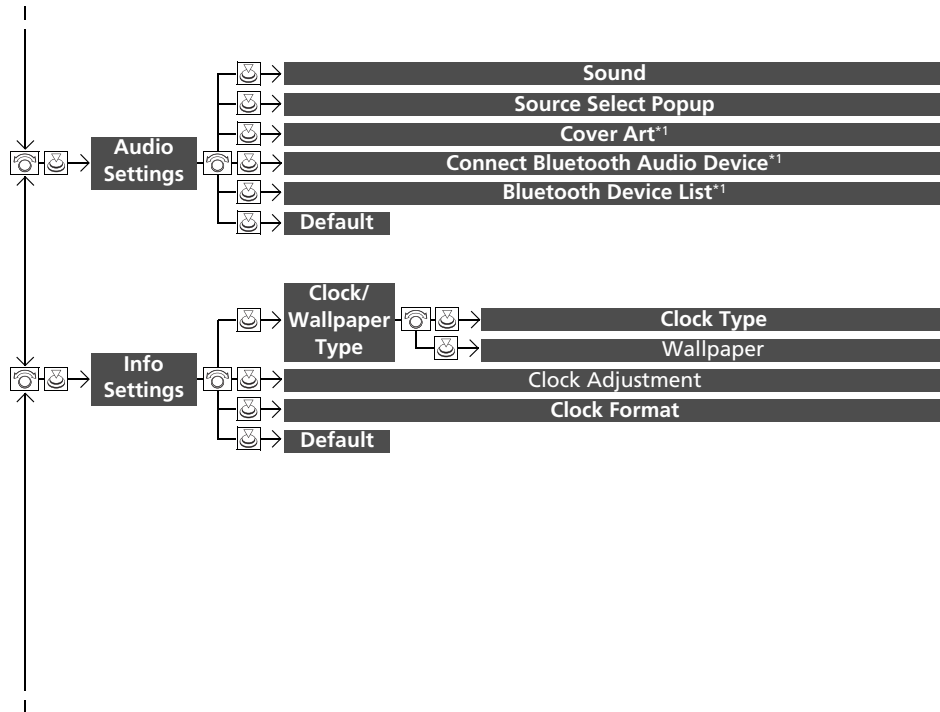 Sound
Source Select Popup
Cover Art*1
Audio
Settings
Connect Bluetooth Audio Device*1
Bluetooth Device List*1
Default
Clock/
Wallpaper
Type
Clock Type
Wallpaper
Info
Settings
Clock Adjustment
Clock Format
Default